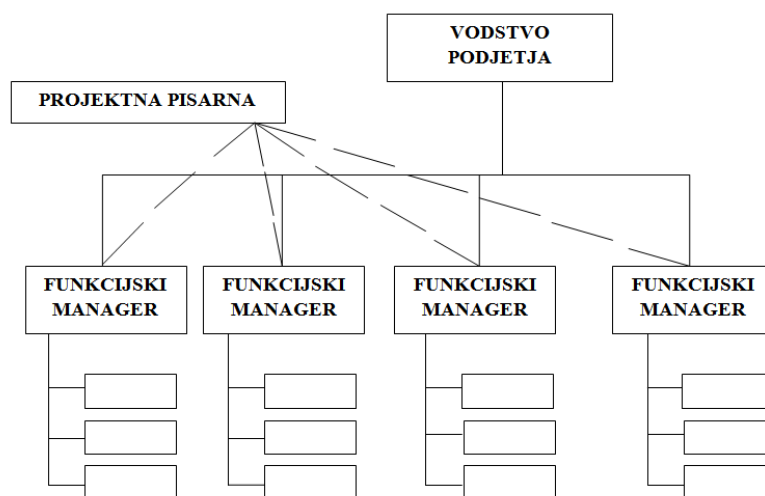 VODSTVO
PODJETJA
PROJEKTNA PISARNA
FUNKCIJSKI
MANAGER
FUNKCIJSKI
MANAGER
FUNKCIJSKI
MANAGER
FUNKCIJSKI
MANAGER